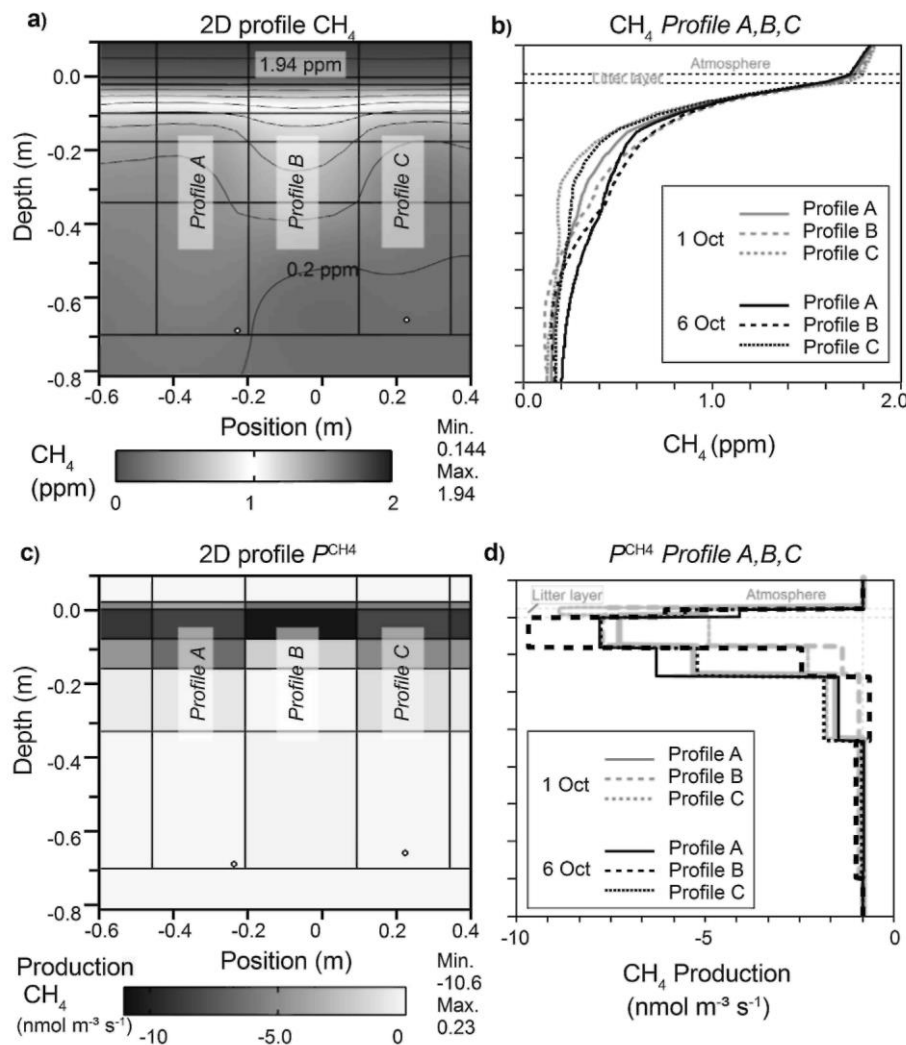 a)
2D profile CH₄
0.0
-0.2
-0.4
-0.6
-0.8
Depth (m)
1.94 ppm
Profile A
Profile B
Profile C
0.2 ppm
-0.6 -0.4 -0.2 0 0.2 0.4
Position (m)
CH₄
(ppm)
0 1 2
Min.
0.144
Max.
1.94
b)
CH₄ Profile A,B,C
Atmosphere
Litter layer
1 Oct
Profile A
Profile B
Profile C
6 Oct
Profile A
Profile B
Profile C
0 1.0 2.0
CH₄ (ppm)
c)
2D profile P^CH4
0.0
-0.2
-0.4
-0.6
-0.8
Depth (m)
Profile A
Profile B
Profile C
-0.6 -0.4 -0.2 0 0.2 0.4
Position (m)
Production
CH₄
(nmol m⁻³ s⁻¹)
-10 -5.0 0
Min.
-10.6
Max.
0.23
d)
P^CH4 Profile A,B,C
Litter layer
Atmosphere
1 Oct
Profile A
Profile B
Profile C
6 Oct
Profile A
Profile B
Profile C
-10 -5 0
CH₄ Production
(nmol m⁻³ s⁻¹)